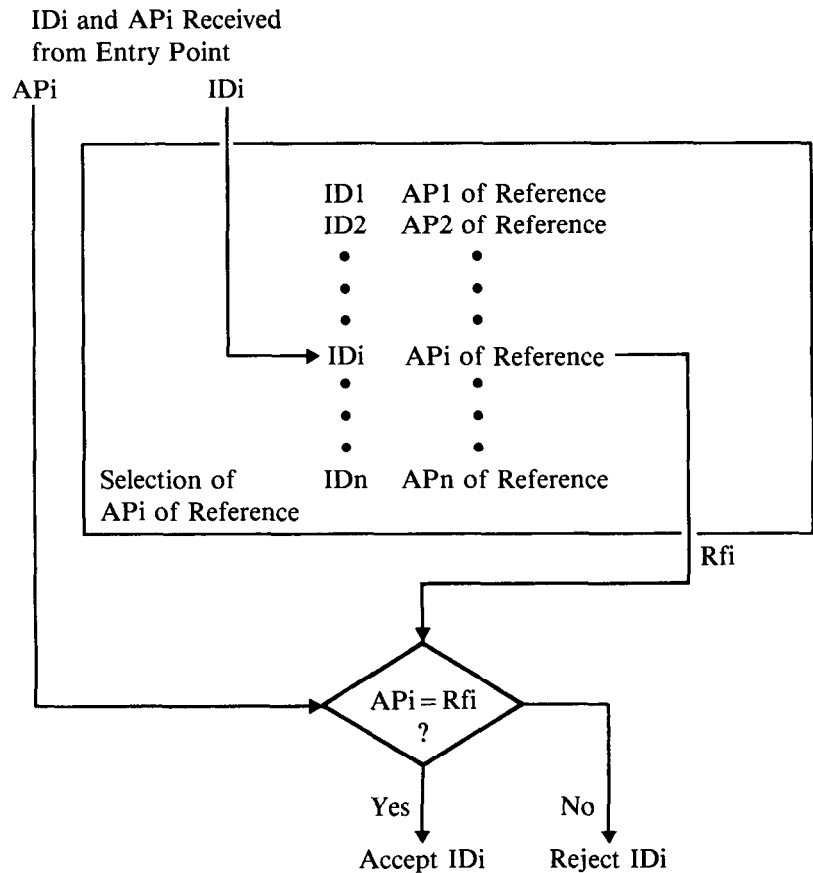 IDi and APi Received
from Entry Point
APi IDi
ID1 AP1 of Reference
ID2 AP2 of Reference
IDi APi of Reference
Selection of
APi of Reference
IDn APn of Reference
Rfi
APi = Rfi
?
Yes No
Accept IDi Reject IDi